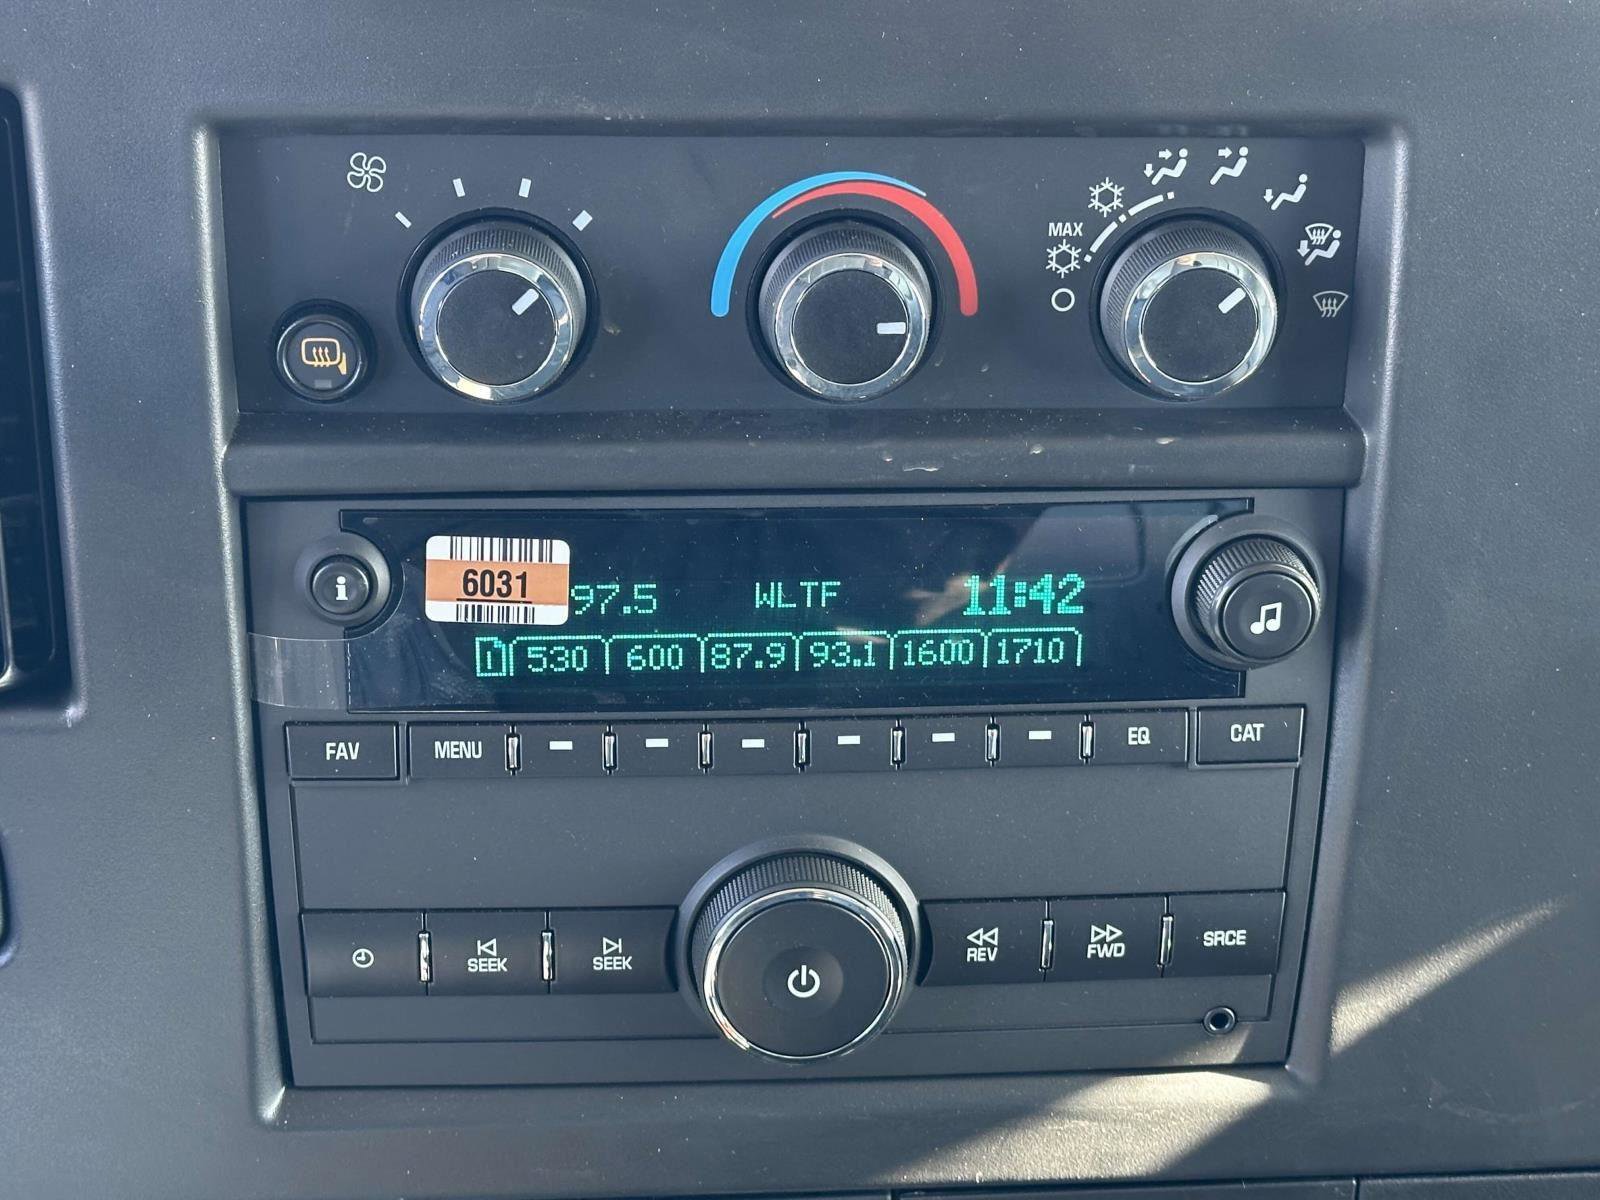 MAX
6031
97.5 WLTF 11:42
1 530 600 87.9 93.1 1600 1710
FAV MENU EQ CAT
SEEK SEEK REV FWD SRCE